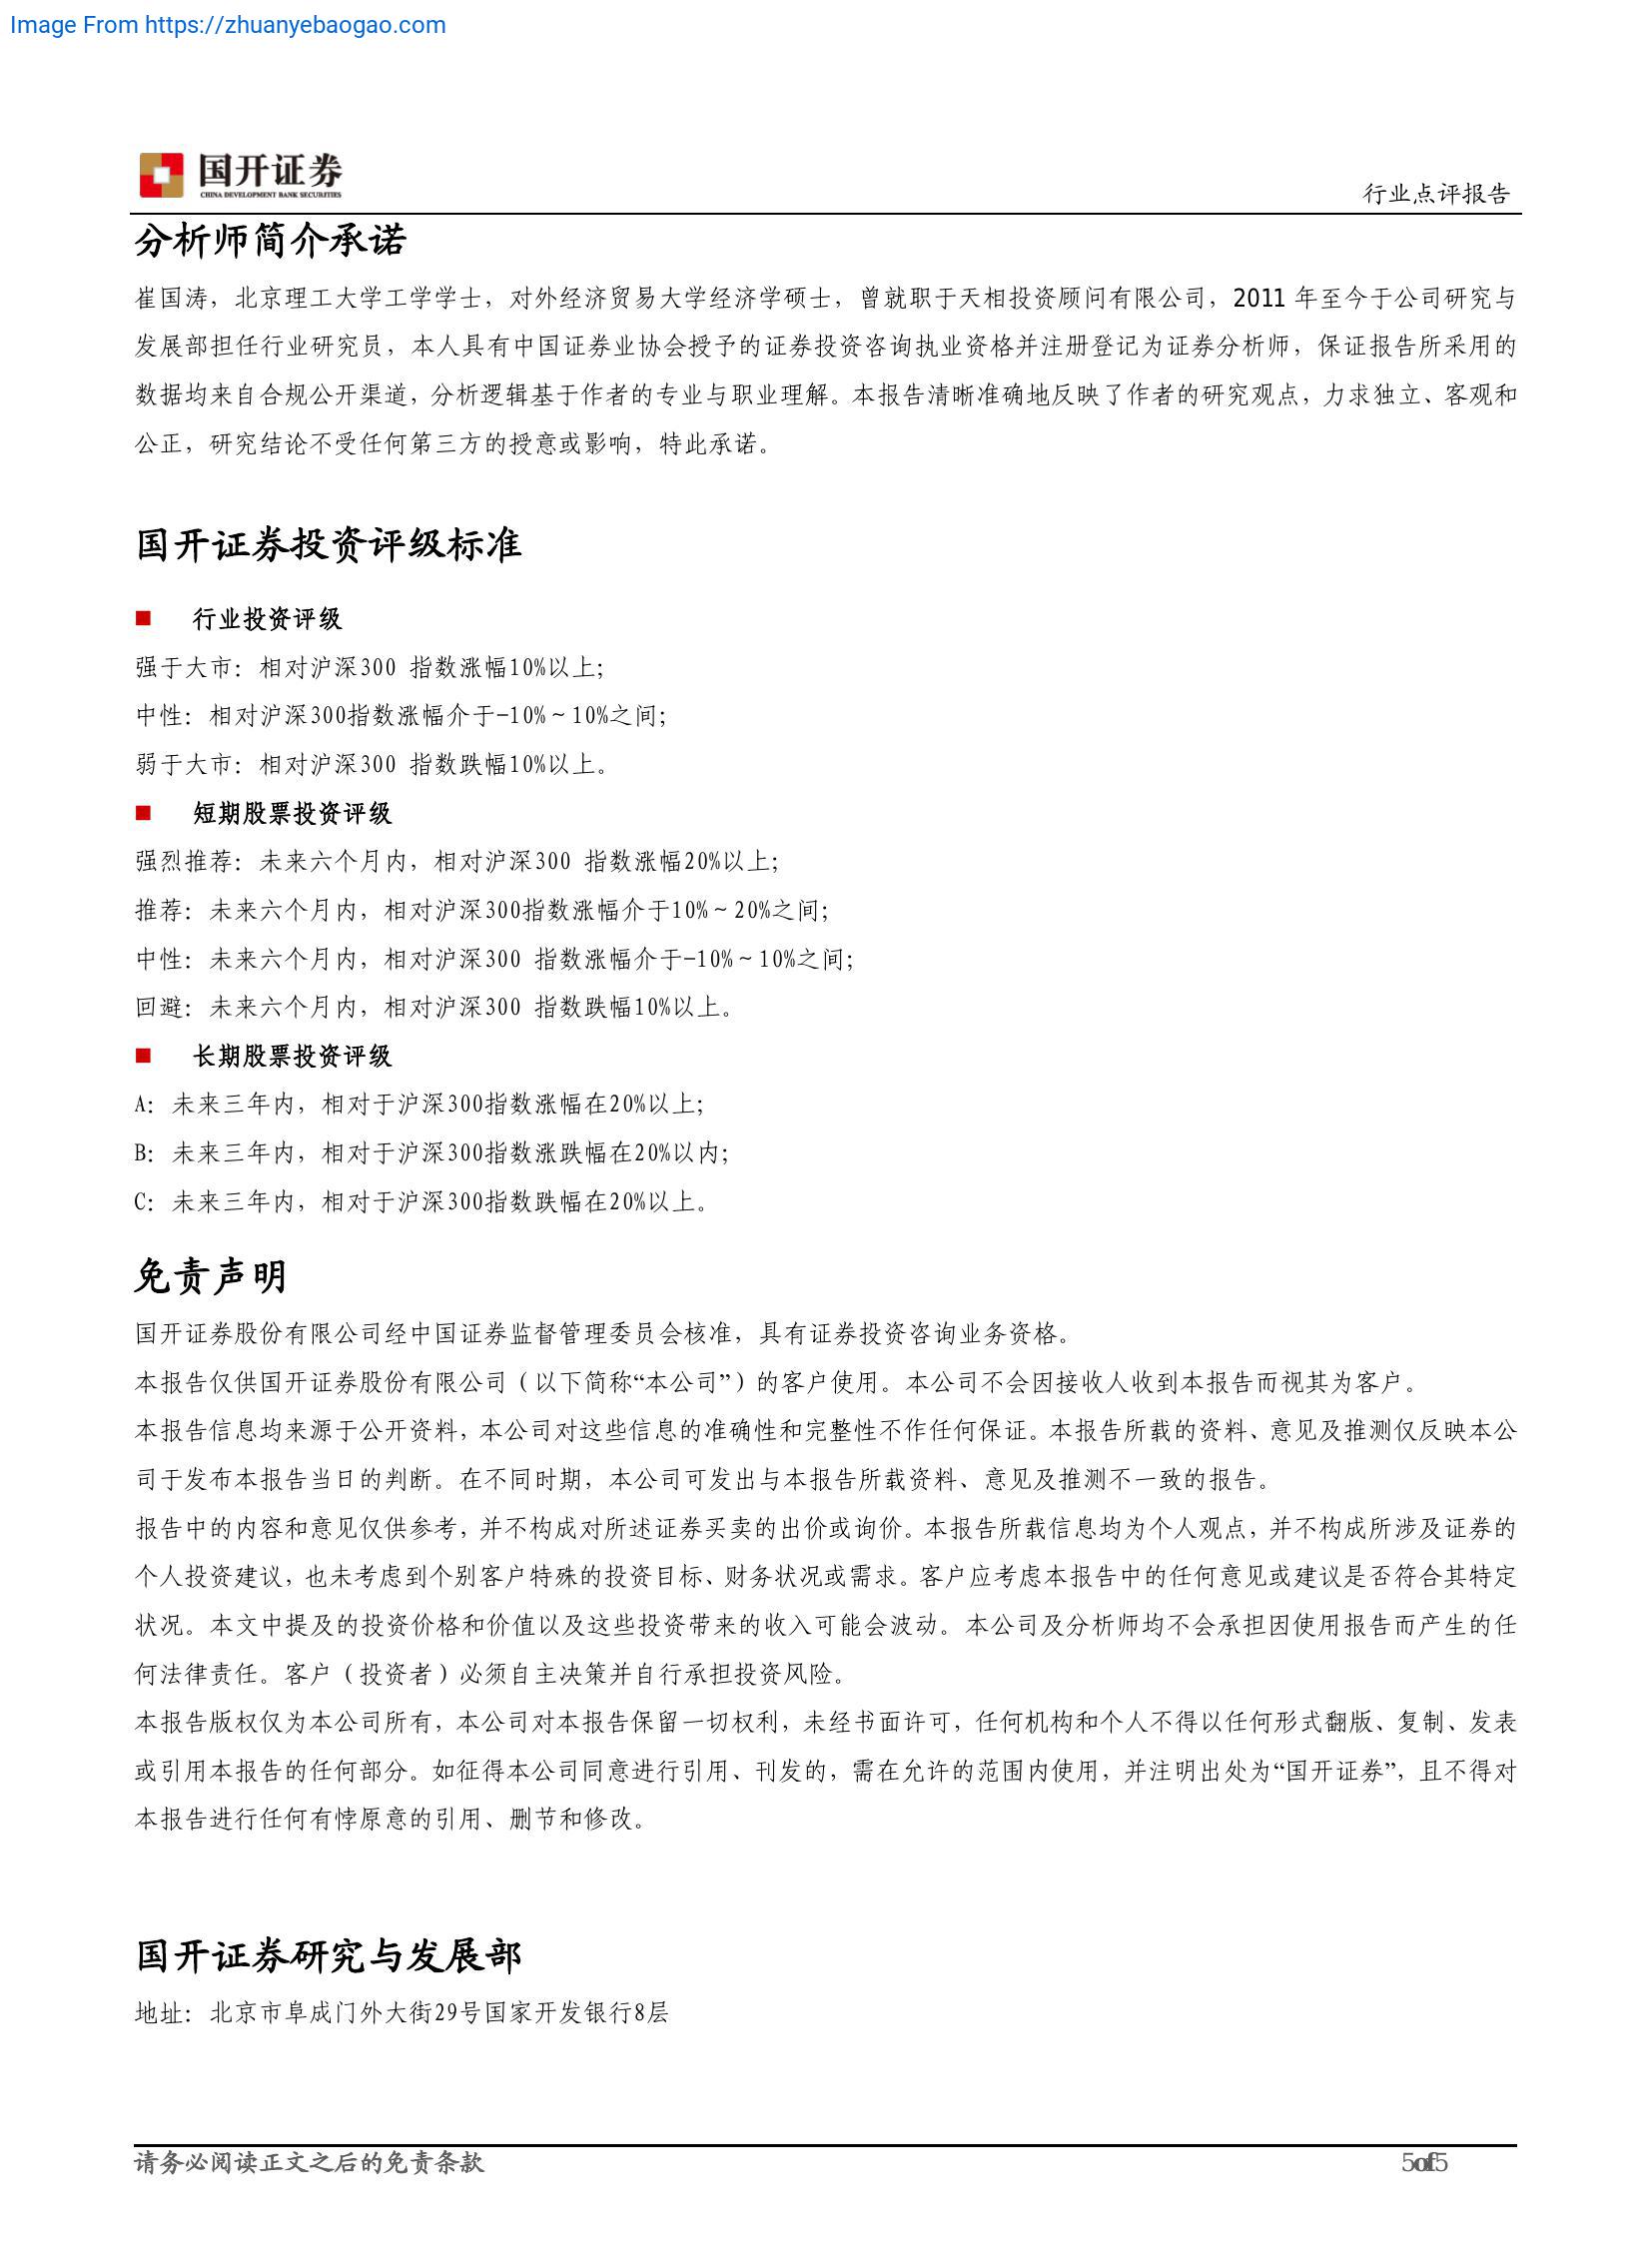 Image From https://zhuanyebaogao.com
国开证券
CHINA DEVELOPMENT BANK SECURITIES
行业点评报告
分析师简介承诺
崔国涛，北京理工大学工学学士，对外经济贸易大学经济学硕士，曾就职于天相投资顾问有限公司，2011 年至今于公司研究与
发展部担任行业研究员，本人具有中国证券业协会授予的证券投资咨询执业资格并注册登记为证券分析师，保证报告所采用的
数据均来自合规公开渠道，分析逻辑基于作者的专业与职业理解。本报告清晰准确地反映了作者的研究观点，力求独立、客观和
公正，研究结论不受任何第三方的授意或影响，特此承诺。
国开证券投资评级标准
■ 行业投资评级
强于大市：相对沪深300 指数涨幅10%以上；
中性：相对沪深300指数涨幅介于-10%～10%之间；
弱于大市：相对沪深300 指数跌幅10%以上。
■ 短期股票投资评级
强烈推荐：未来六个月内，相对沪深300 指数涨幅20%以上；
推荐：未来六个月内，相对沪深300指数涨幅介于10%～20%之间；
中性：未来六个月内，相对沪深300 指数涨幅介于-10%～10%之间；
回避：未来六个月内，相对沪深300 指数跌幅10%以上。
■ 长期股票投资评级
A：未来三年内，相对于沪深300指数涨幅在20%以上；
B：未来三年内，相对于沪深300指数涨跌幅在20%以内；
C：未来三年内，相对于沪深300指数跌幅在20%以上。
免责声明
国开证券股份有限公司经中国证券监督管理委员会核准，具有证券投资咨询业务资格。
本报告仅供国开证券股份有限公司（以下简称“本公司”）的客户使用。本公司不会因接收人收到本报告而视其为客户。
本报告信息均来源于公开资料，本公司对这些信息的准确性和完整性不作任何保证。本报告所载的资料、意见及推测仅反映本公
司于发布本报告当日的判断。在不同时期，本公司可发出与本报告所载资料、意见及推测不一致的报告。
报告中的内容和意见仅供参考，并不构成对所述证券买卖的出价或询价。本报告所载信息均为个人观点，并不构成所涉及证券的
个人投资建议，也未考虑到个别客户特殊的投资目标、财务状况或需求。客户应考虑本报告中的任何意见或建议是否符合其特定
状况。本文中提及的投资价格和价值以及这些投资带来的收入可能会波动。本公司及分析师均不会承担因使用报告而产生的任
何法律责任。客户（投资者）必须自主决策并自行承担投资风险。
本报告版权仅为本公司所有，本公司对本报告保留一切权利，未经书面许可，任何机构和个人不得以任何形式翻版、复制、发表
或引用本报告的任何部分。如征得本公司同意进行引用、刊发的，需在允许的范围内使用，并注明出处为“国开证券”，且不得对
本报告进行任何有悖原意的引用、删节和修改。
国开证券研究与发展部
地址：北京市阜成门外大街29号国家开发银行8层
请务必阅读正文之后的免责条款
5of5